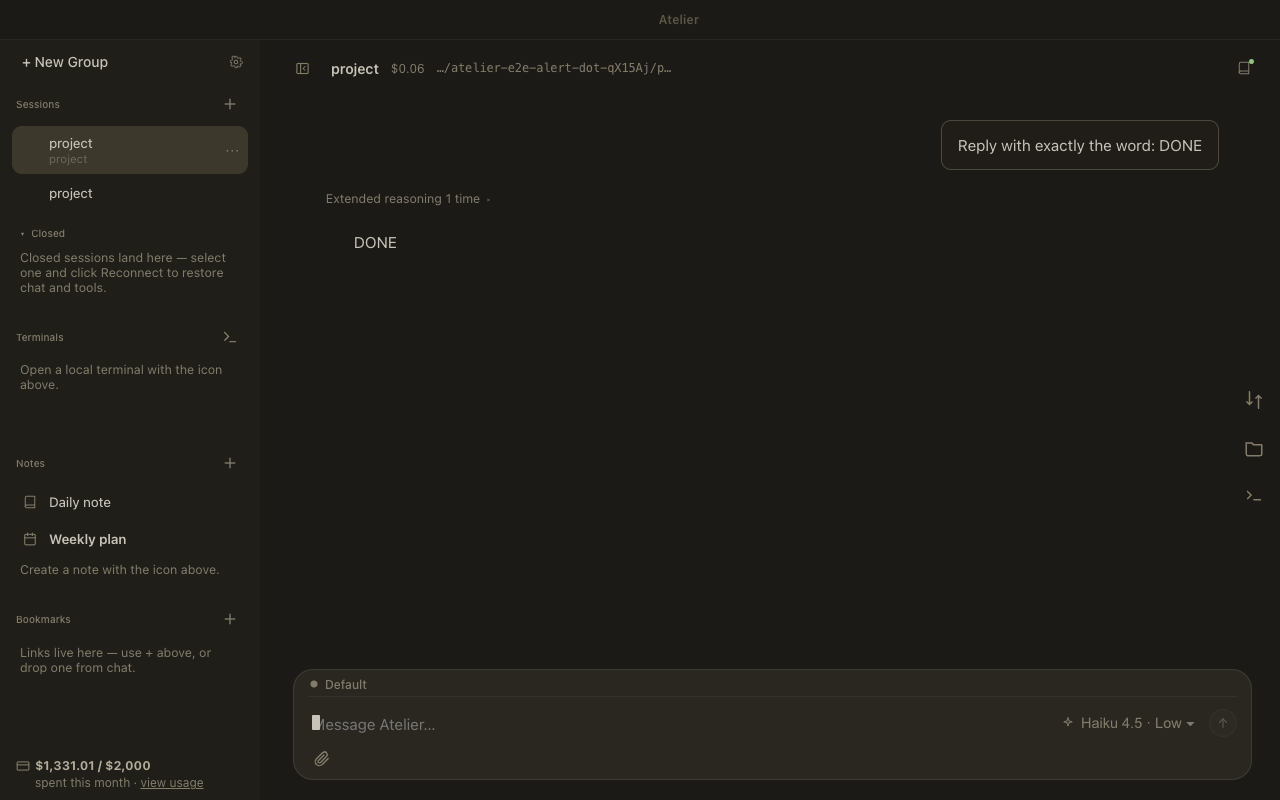 Atelier
+ New Group
Sessions
project
project
project
Closed
Closed sessions land here — select
one and click Reconnect to restore
chat and tools.
Terminals
Open a local terminal with the icon
above.
Notes
Daily note
Weekly plan
Create a note with the icon above.
Bookmarks
Links live here — use + above, or
drop one from chat.
$1,331.01 / $2,000
spent this month · view usage
project $0.06 …/atelier-e2e-alert-dot-qX15Aj/p…
Reply with exactly the word: DONE
Extended reasoning 1 time
DONE
Default
Message Atelier...
Haiku 4.5 · Low